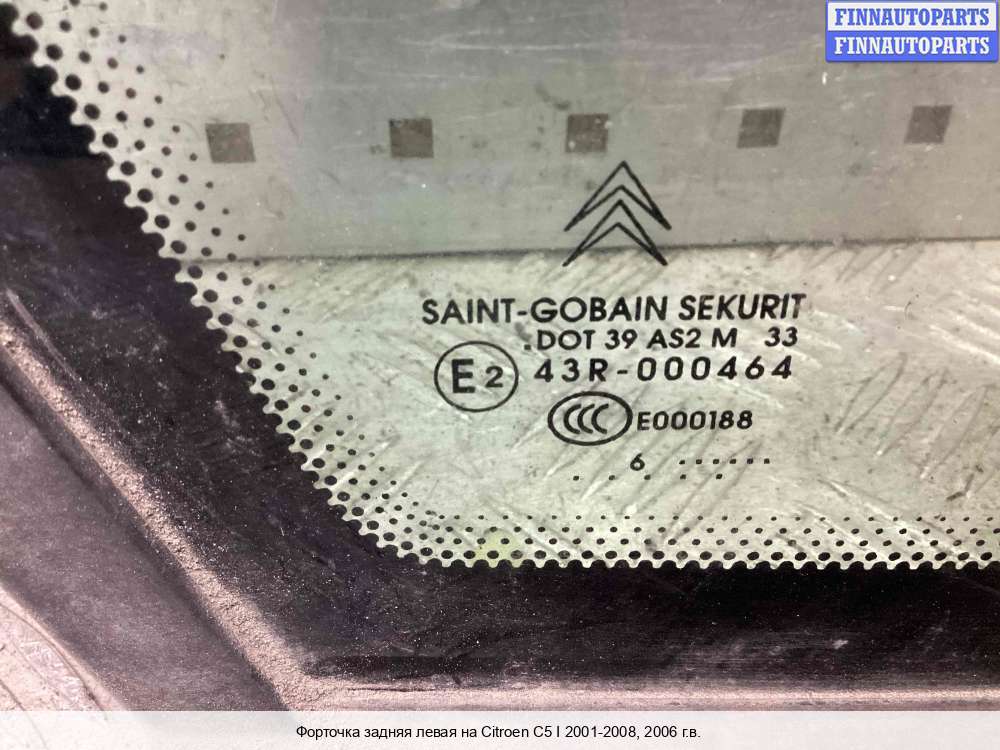 FINNAUTOPARTS
FINNAUTOPARTS
SAINT-GOBAIN SEKURIT
.DOT 39 AS2 M 33
E2 43R-000464
CCC E000188
. . 6 . . . . . . .
Форточка задняя левая на Citroen C5 I 2001-2008, 2006 г.в.